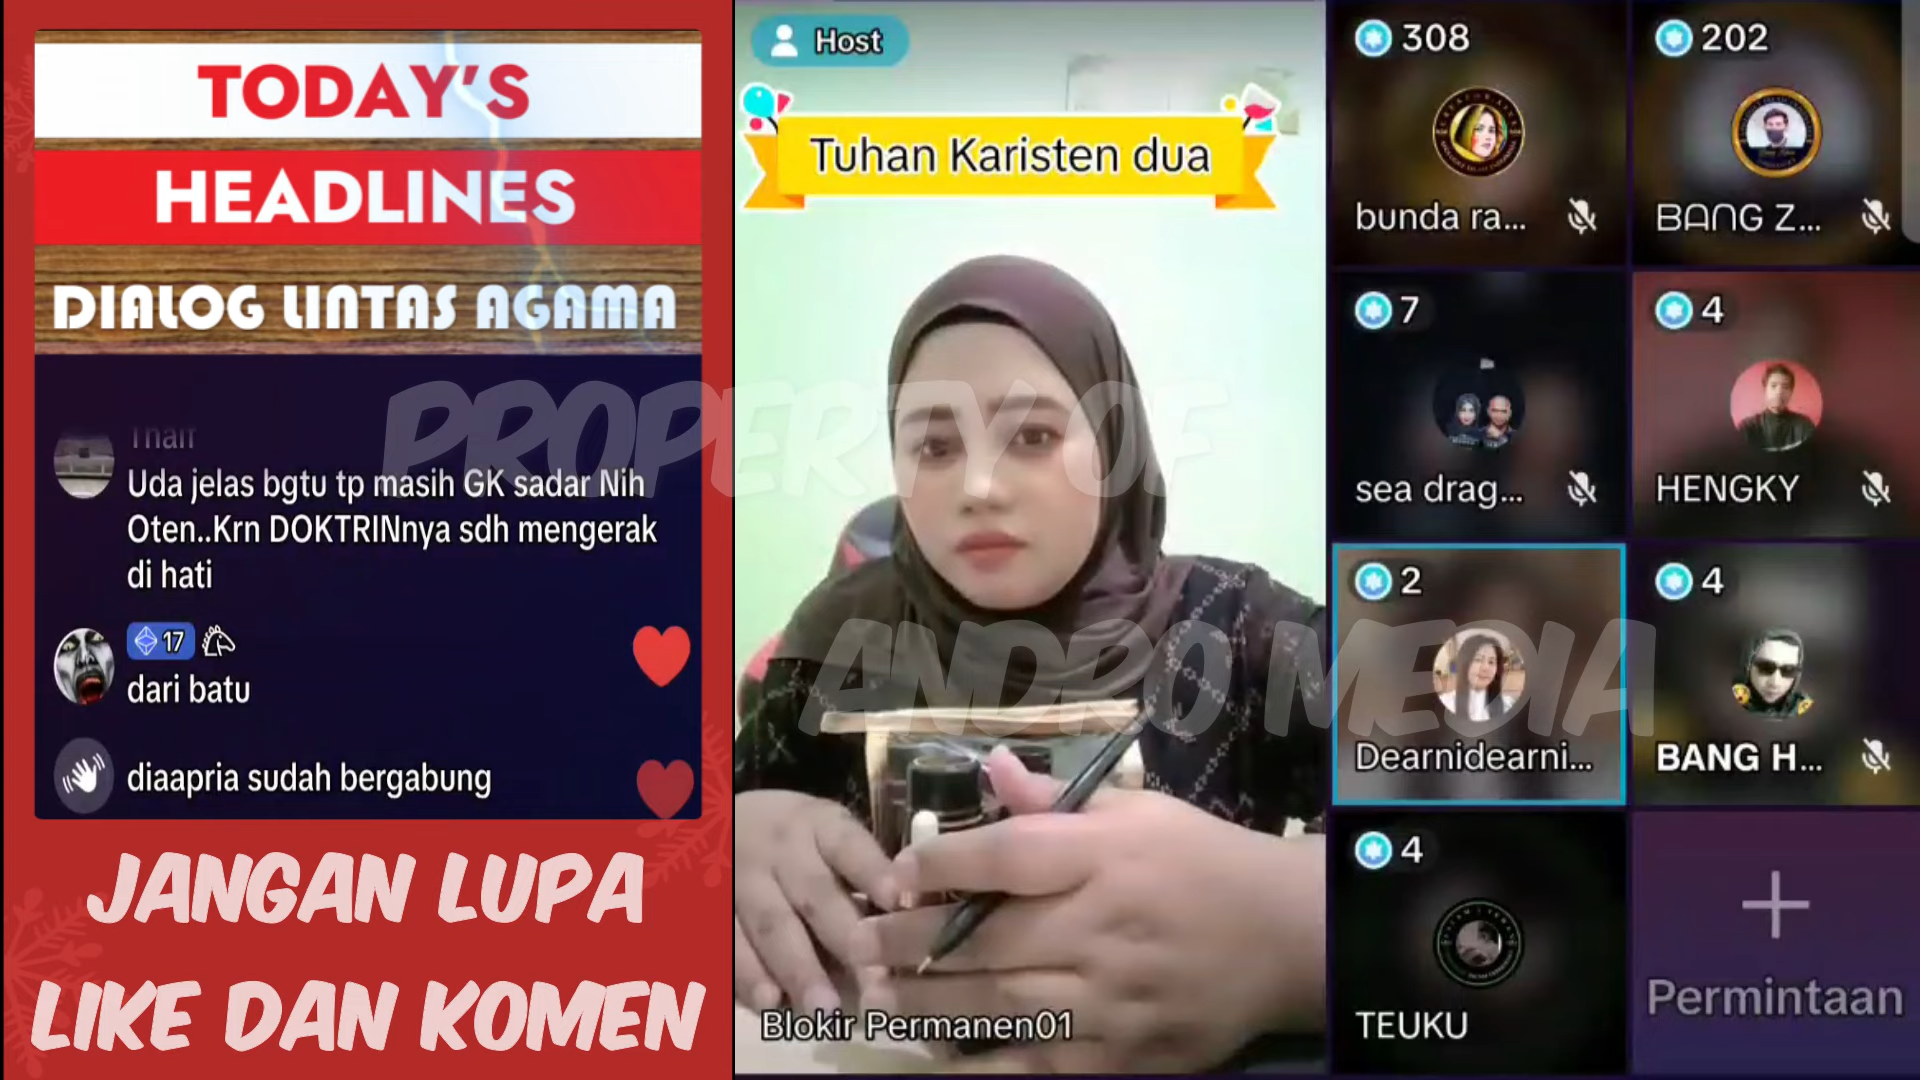 TODAY'S
HEADLINES
DIALOG LINTAS AGAMA
Uda jelas bgtu tp masih GK sadar Nih
Oten..Krn DOKTRINnya sdh mengerak
di hati
17
dari batu
diaapria sudah bergabung
JANGAN LUPA
LIKE DAN KOMEN
Host
Tuhan Karisten dua
Blokir Permanen01
PROPERTY OF
ANDRO MEDIA
308
bunda ra...
202
BANG Z...
7
sea drag...
4
HENGKY
2
Dearnidearni...
4
BANG H...
4
TEUKU
Permintaan